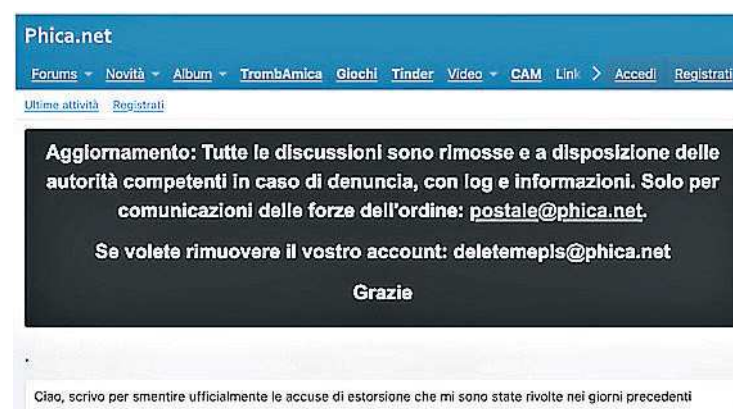 Phica.net
Forums Novità Album TrombAmica Giochi Tinder Video CAM Link > Accedi Registrati
Ultime attività Registrati
Aggiornamento: Tutte le discussioni sono rimosse e a disposizione delle
autorità competenti in caso di denuncia, con log e informazioni. Solo per
comunicazioni delle forze dell'ordine: postale@phica.net.
Se volete rimuovere il vostro account: deletemepls@phica.net
Grazie
.
Ciao, scrivo per smentire ufficialmente le accuse di estorsione che mi sono state rivolte nei giorni precedenti